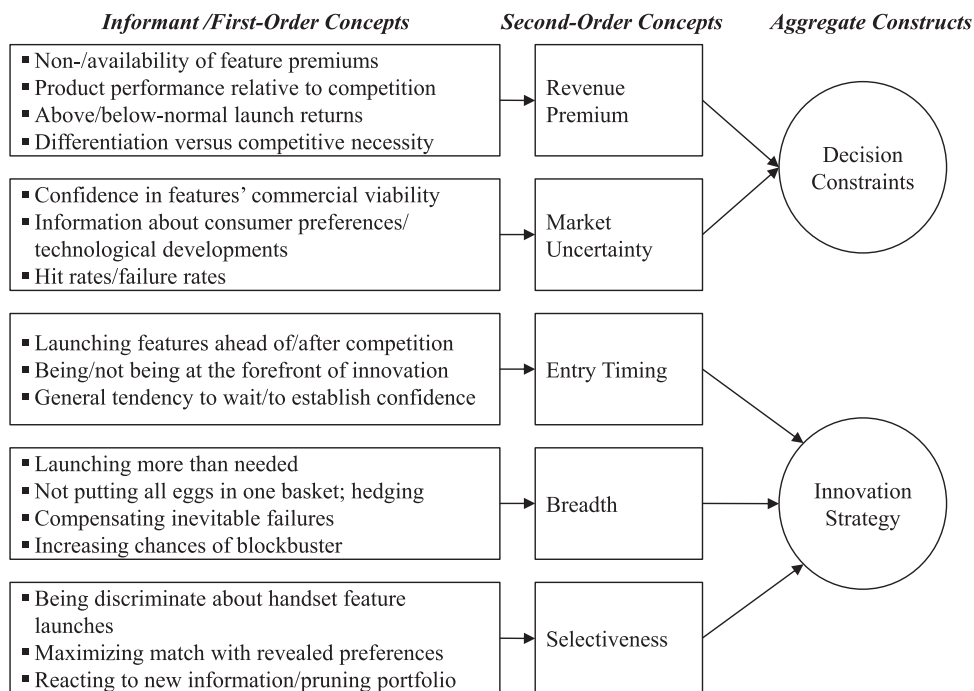 Informant /First-Order Concepts Second-Order Concepts Aggregate Constructs
▪ Non-/availability of feature premiums
▪ Product performance relative to competition
▪ Above/below-normal launch returns
▪ Differentiation versus competitive necessity
Revenue
Premium
▪ Confidence in features’ commercial viability
▪ Information about consumer preferences/
technological developments
▪ Hit rates/failure rates
Market
Uncertainty
Decision
Constraints
▪ Launching features ahead of/after competition
▪ Being/not being at the forefront of innovation
▪ General tendency to wait/to establish confidence
Entry Timing
▪ Launching more than needed
▪ Not putting all eggs in one basket; hedging
▪ Compensating inevitable failures
▪ Increasing chances of blockbuster
Breadth
▪ Being discriminate about handset feature
launches
▪ Maximizing match with revealed preferences
▪ Reacting to new information/pruning portfolio
Selectiveness
Innovation
Strategy